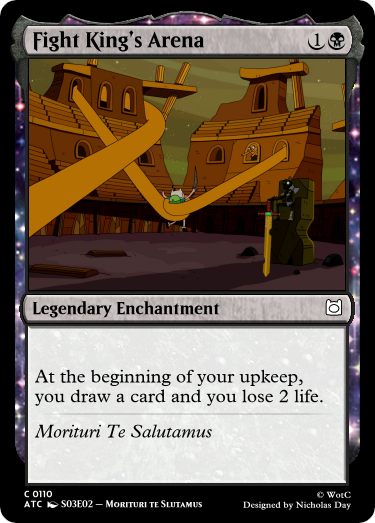 Fight King's Arena 1
Legendary Enchantment
At the beginning of your upkeep,
you draw a card and you lose 2 life.
Morituri Te Salutamus
C 0110
© WotC
ATC S03E02 – Morituri te Slutamus
Designed by Nicholas Day